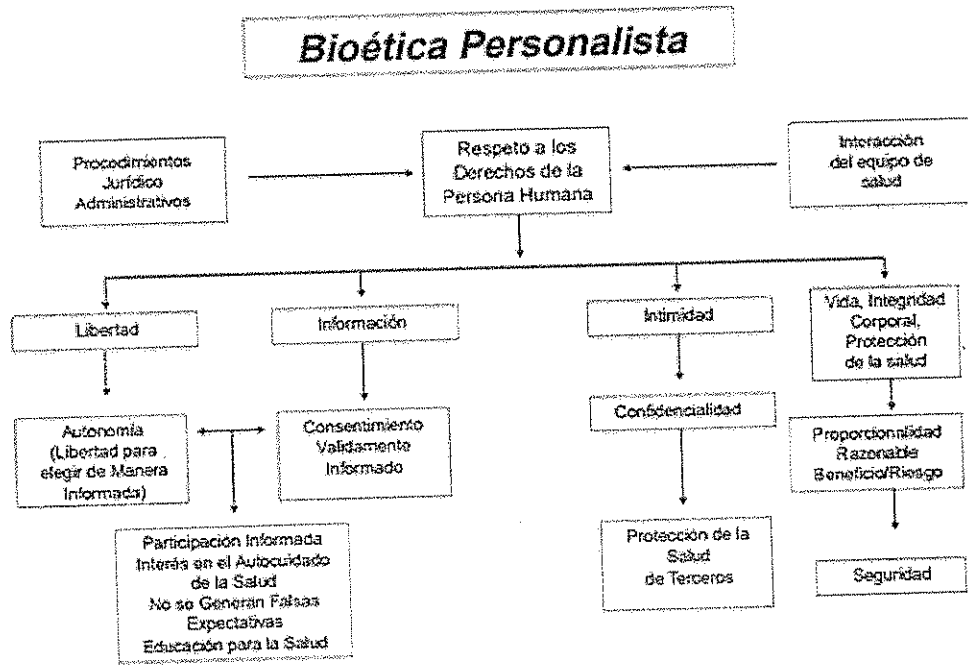 Bioética Personalista
Procedimientos
Jurídico
Administrativos
Respeto a los
Derechos de la
Persona Humana
Interacción
del equipo de
salud
Libertad
Información
Intimidad
Vida, Integridad
Corporal,
Protección
de la salud
Autonomía
(Libertad para
elegir de Manera
Informada)
Consentimiento
Validamente
Informado
Confidencialidad
Proporcionalidad
Razonable
Beneficio/Riesgo
Participación Informada
Interés en el Autocuidado
de la Salud
No se Generan Falsas
Expectativas
Educación para la Salud
Protección de la
Salud
de Terceros
Seguridad